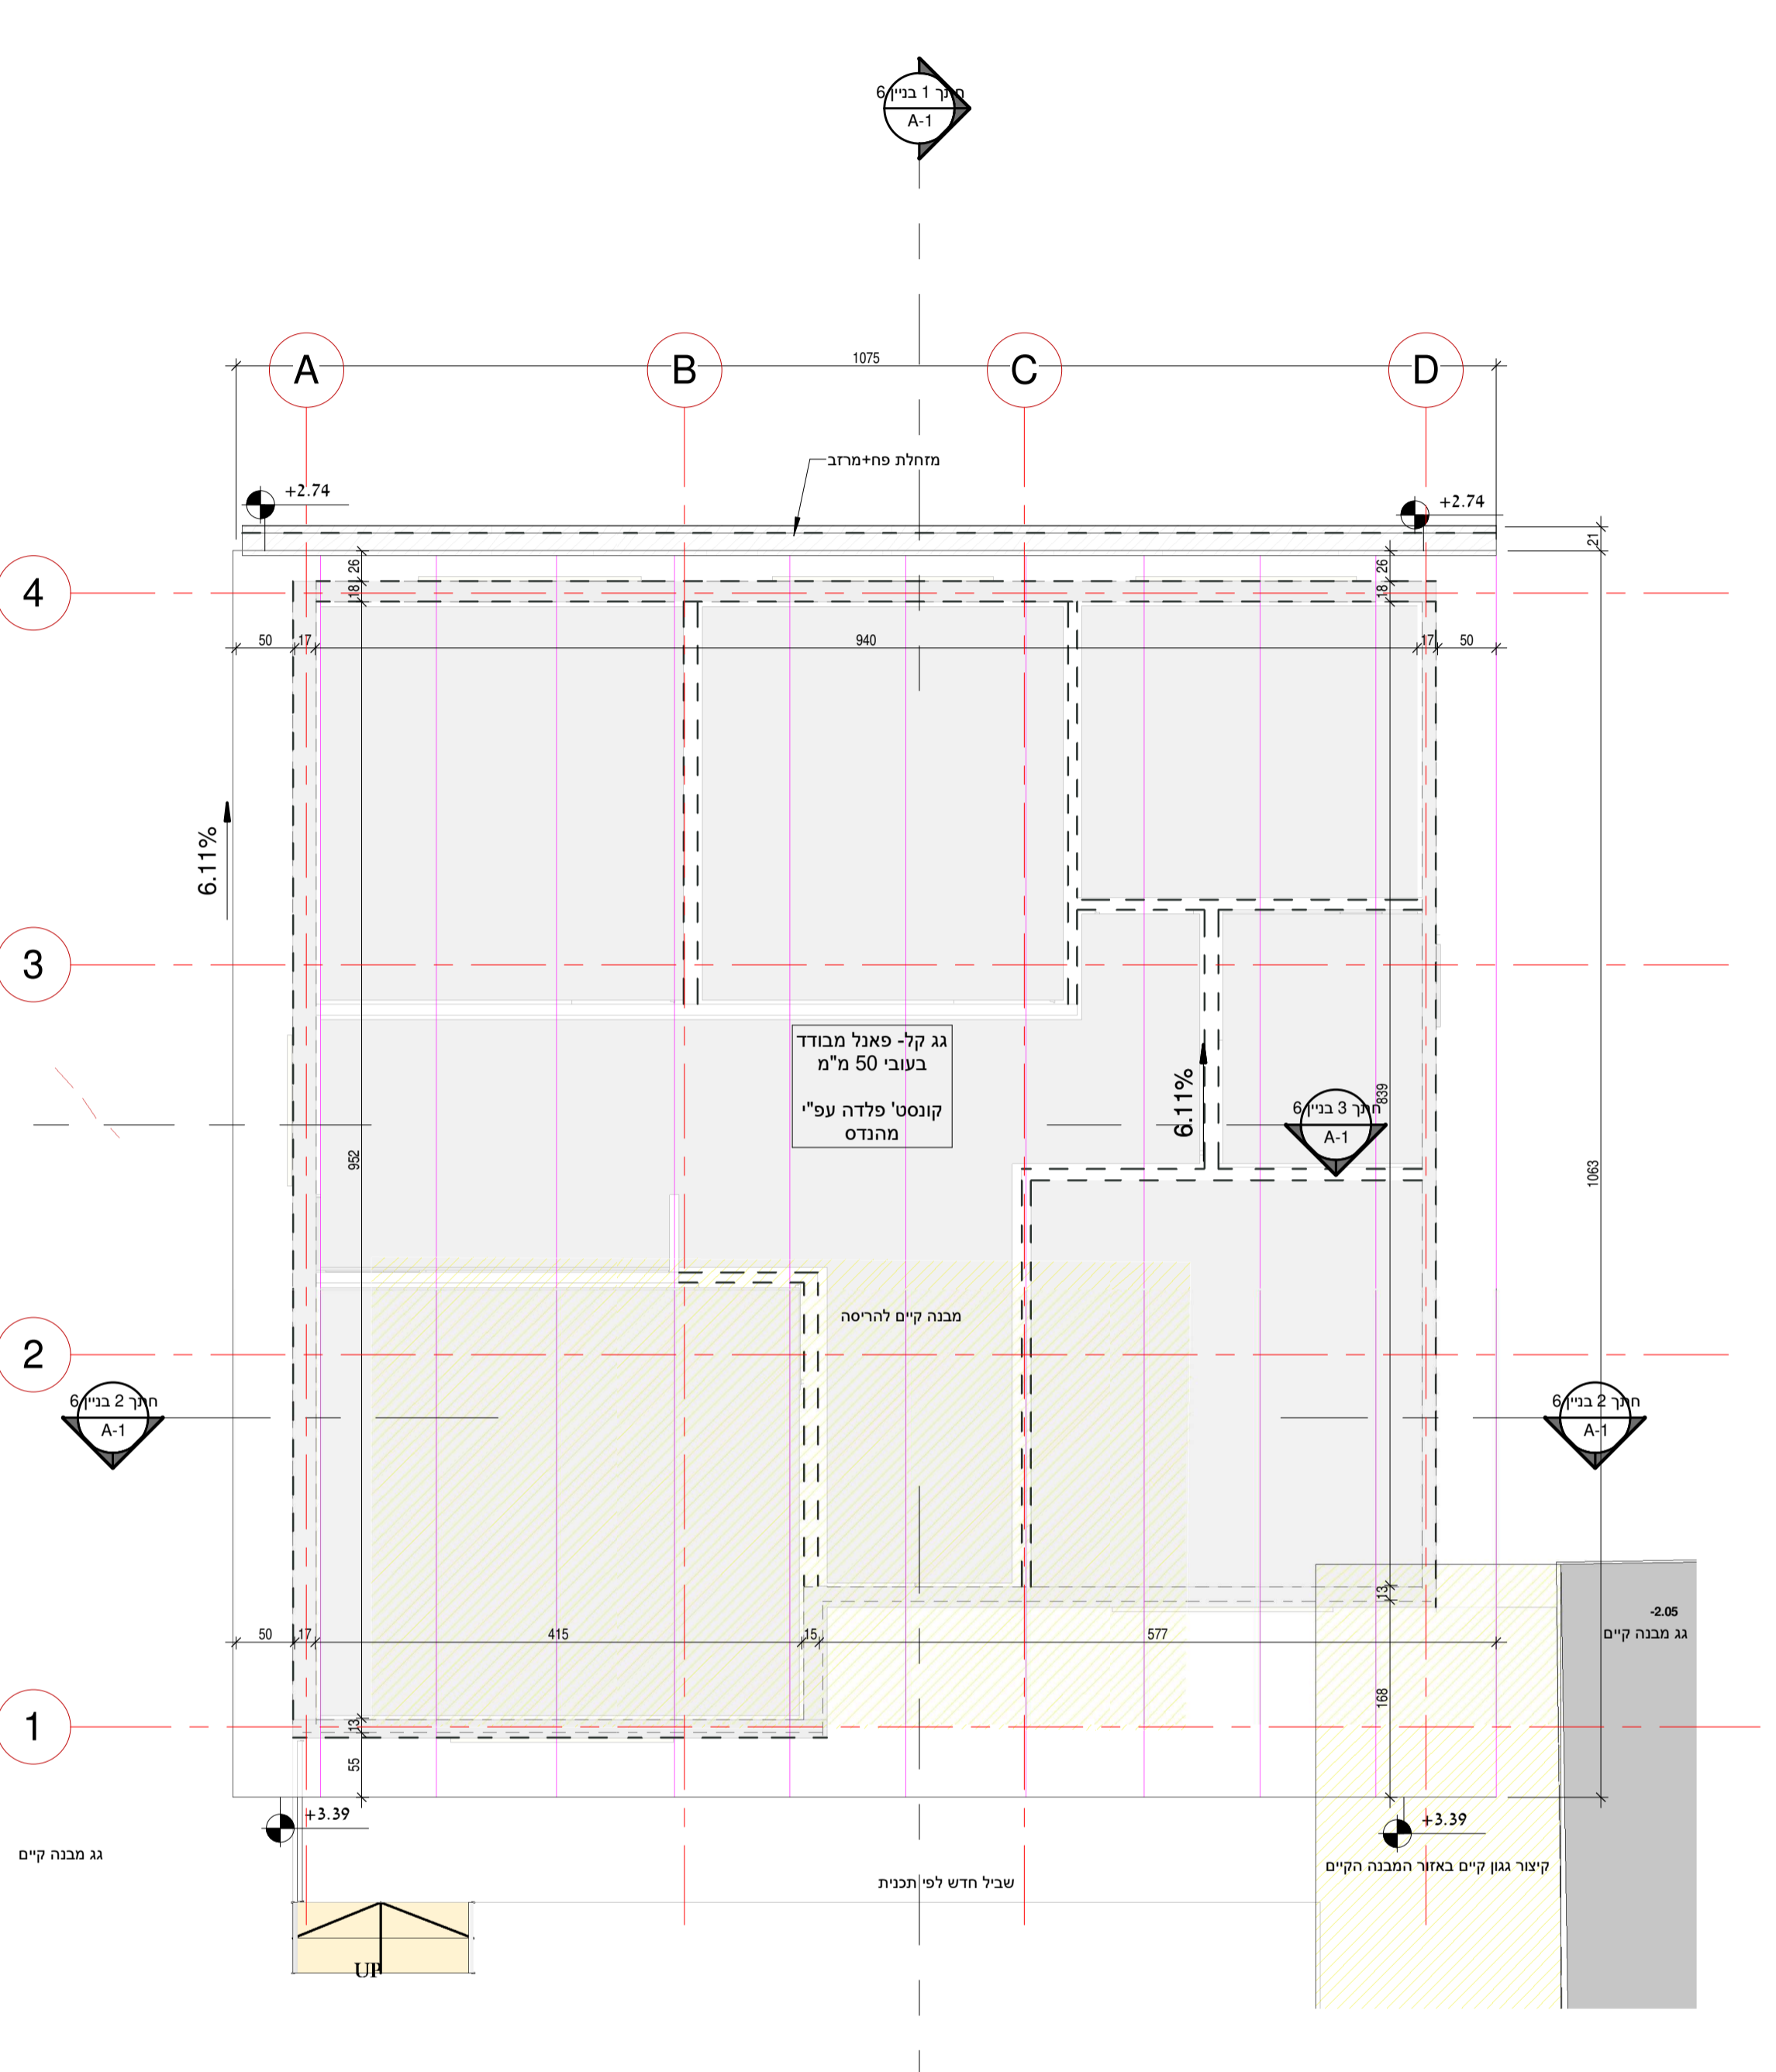 חתך 1 בניין 6
A-1
A
B
C
D
1075
מזחלת פח+מרזב
+2.74
+2.74
21
26
18
26
18
4
50
17
940
17
50
6.11%
3
גג קל- פאנל מבודד
בעובי 50 מ"מ
קונסט' פלדה עפ"י
מהנדס
6.11%
839
חתך 3 בניין 6
A-1
952
1063
מבנה קיים להריסה
2
חתך 2 בניין 6
A-1
חתך 2 בניין 6
A-1
13
-2.05
גג מבנה קיים
50
17
415
15
577
168
1
13
55
+3.39
+3.39
גג מבנה קיים
קיצור גגון קיים באזור המבנה הקיים
שביל חדש לפי תכנית
UP